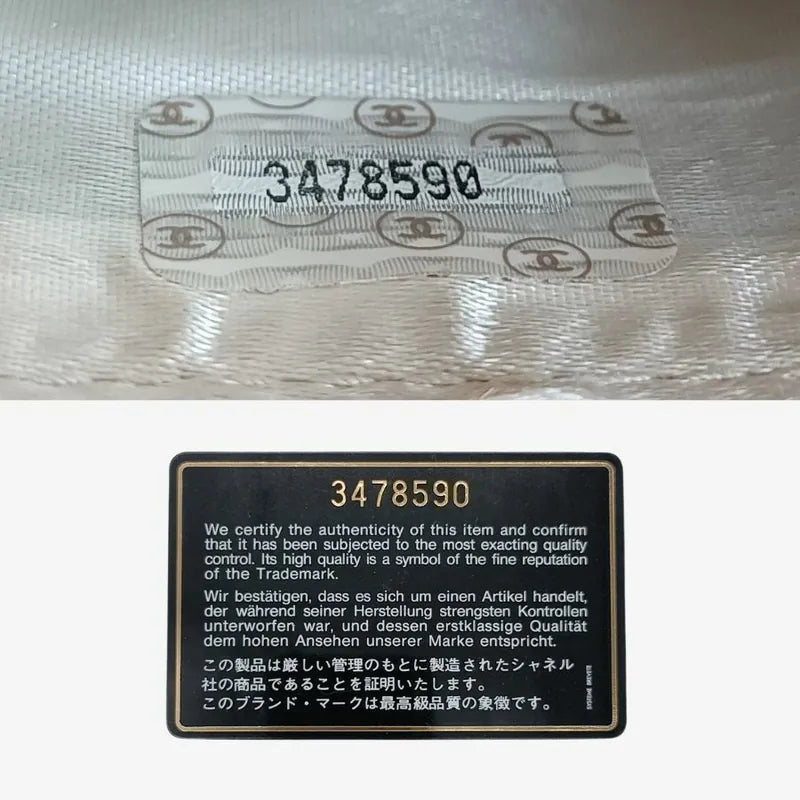 3478590
3478590
We certify the authenticity of this item and confirm
that it has been subjected to the most exacting quality
control. Its high quality is a symbol of the fine reputation
of the Trademark.
Wir bestätigen, dass es sich um einen Artikel handelt,
der während seiner Herstellung strengsten Kontrollen
unterworfen war, und dessen erstklassige Qualität
dem hohen Ansehen unserer Marke entspricht.
この製品は厳しい管理のもとに製造されたシャネル
社の商品であることを証明いたします。
このブランド・マークは最高級品質の象徴です。
SYSTEME BREVETE